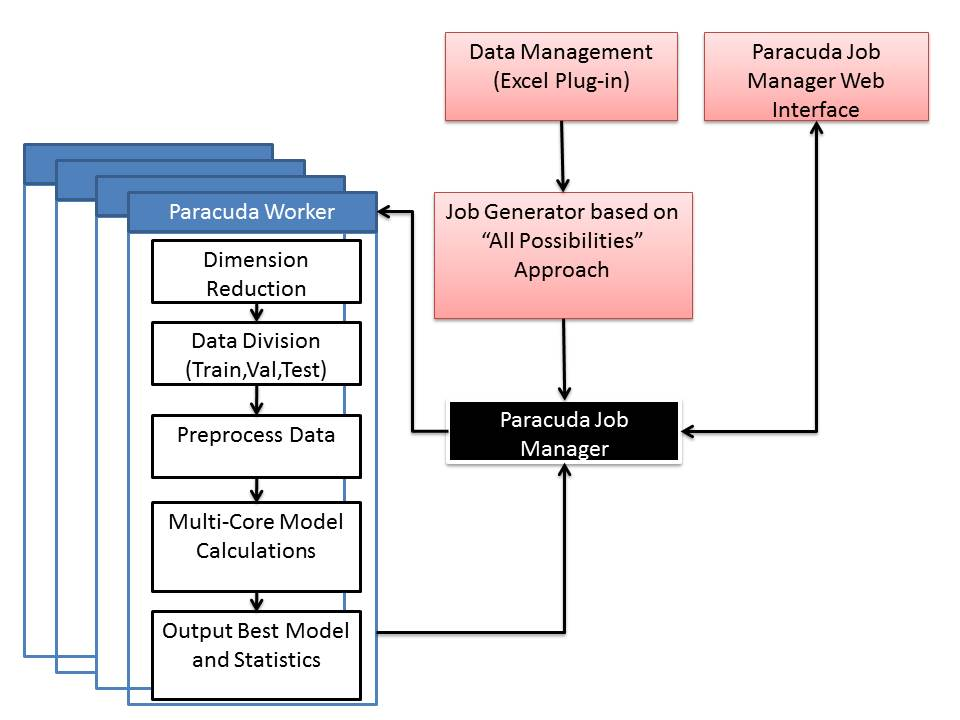 Data Management
(Excel Plug-in)
Paracuda Job
Manager Web
Interface
Paracuda Worker
Job Generator based on
“All Possibilities”
Approach
Dimension
Reduction
Data Division
(Train,Val,Test)
Paracuda Job
Manager
Preprocess Data
Multi-Core Model
Calculations
Output Best Model
and Statistics